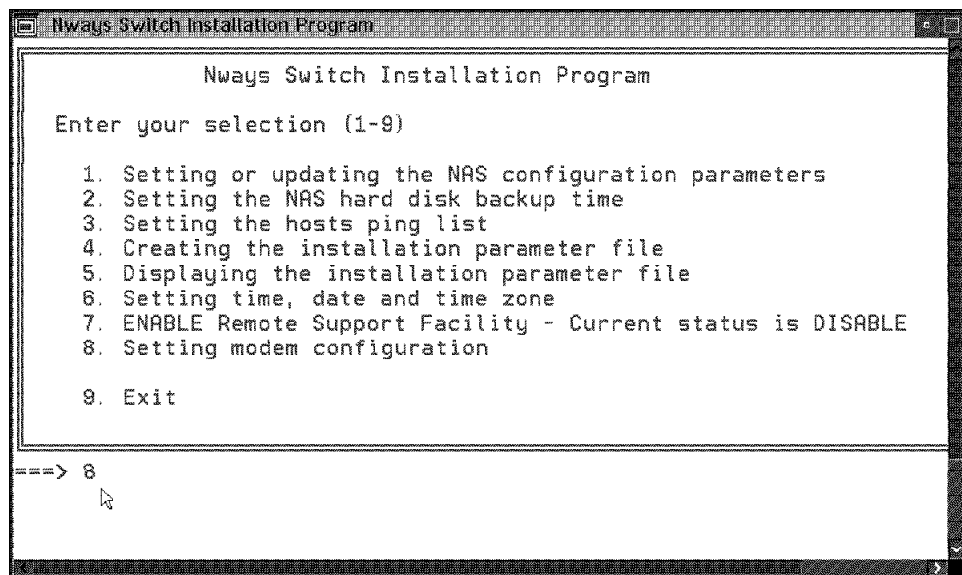 Nways Switch Installation Program
Nways Switch Installation Program
Enter your selection (1-9)
1. Setting or updating the NAS configuration parameters
2. Setting the NAS hard disk backup time
3. Setting the hosts ping list
4. Creating the installation parameter file
5. Displaying the installation parameter file
6. Setting time, date and time zone
7. ENABLE Remote Support Facility - Current status is DISABLE
8. Setting modem configuration
9. Exit
===> 8